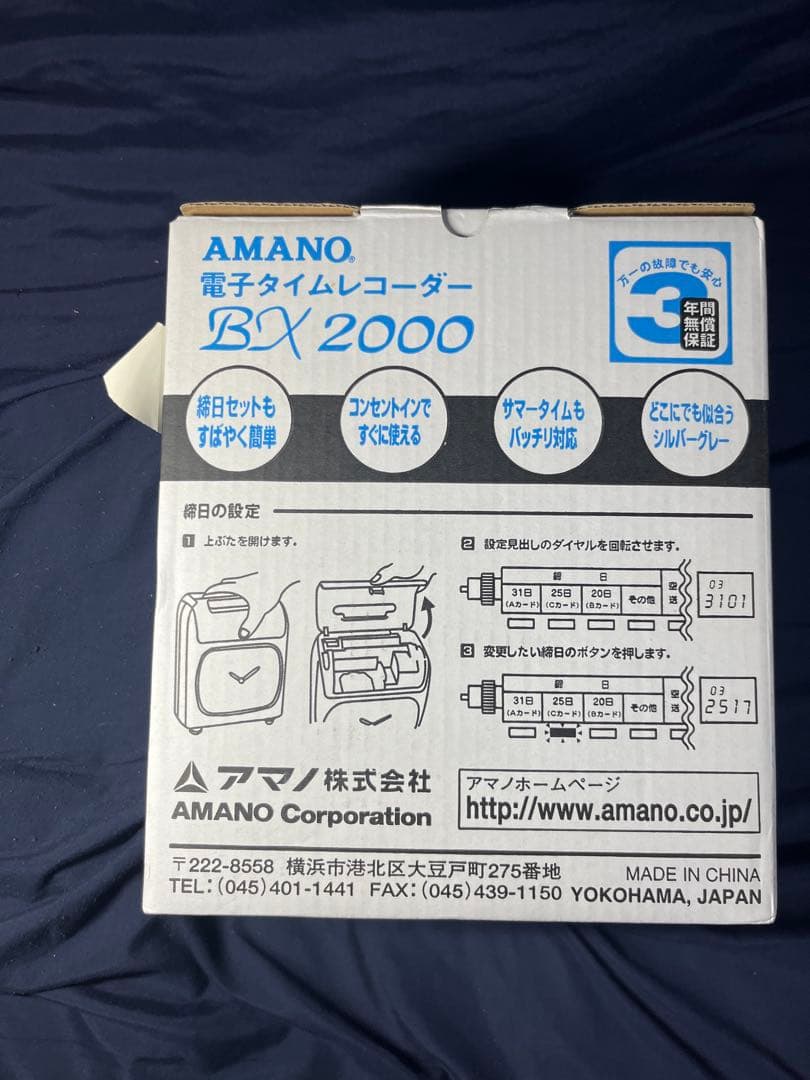 AMANO®
電子タイムレコーダー
BX 2000
万一の故障でも安心
3
年間
無償
保証
締日セットも
すばやく簡単
コンセントインで
すぐに使える
サマータイムも
バッチリ対応
どこにでも似合う
シルバーグレー
締日の設定
1 上ぶたを開けます。
2 設定見出しのダイヤルを回転させます。
締 日
31日 25日 20日 その他 空送
(Aカード) (Cカード) (Bカード)
03
3101
3 変更したい締日のボタンを押します。
締 日
31日 25日 20日 その他 空送
(Aカード) (Cカード) (Bカード)
03
2517
アマノ株式会社
AMANO Corporation
アマノホームページ
http://www.amano.co.jp/
〒222-8558 横浜市港北区大豆戸町275番地 MADE IN CHINA
TEL:(045)401-1441 FAX:(045)439-1150 YOKOHAMA, JAPAN